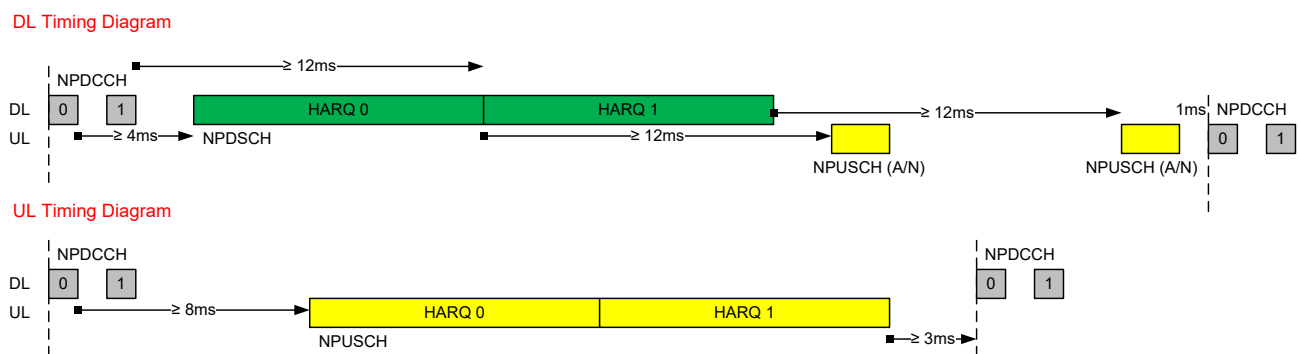 DL Timing Diagram
≥ 12ms
NPDCCH
DL 0 1 HARQ 0 HARQ 1 ≥ 12ms 1ms NPDCCH
UL ≥ 4ms NPDSCH ≥ 12ms 0 1
NPUSCH (A/N) NPUSCH (A/N)
UL Timing Diagram
NPDCCH NPDCCH
DL 0 1 0 1
UL ≥ 8ms HARQ 0 HARQ 1
NPUSCH ≥ 3ms